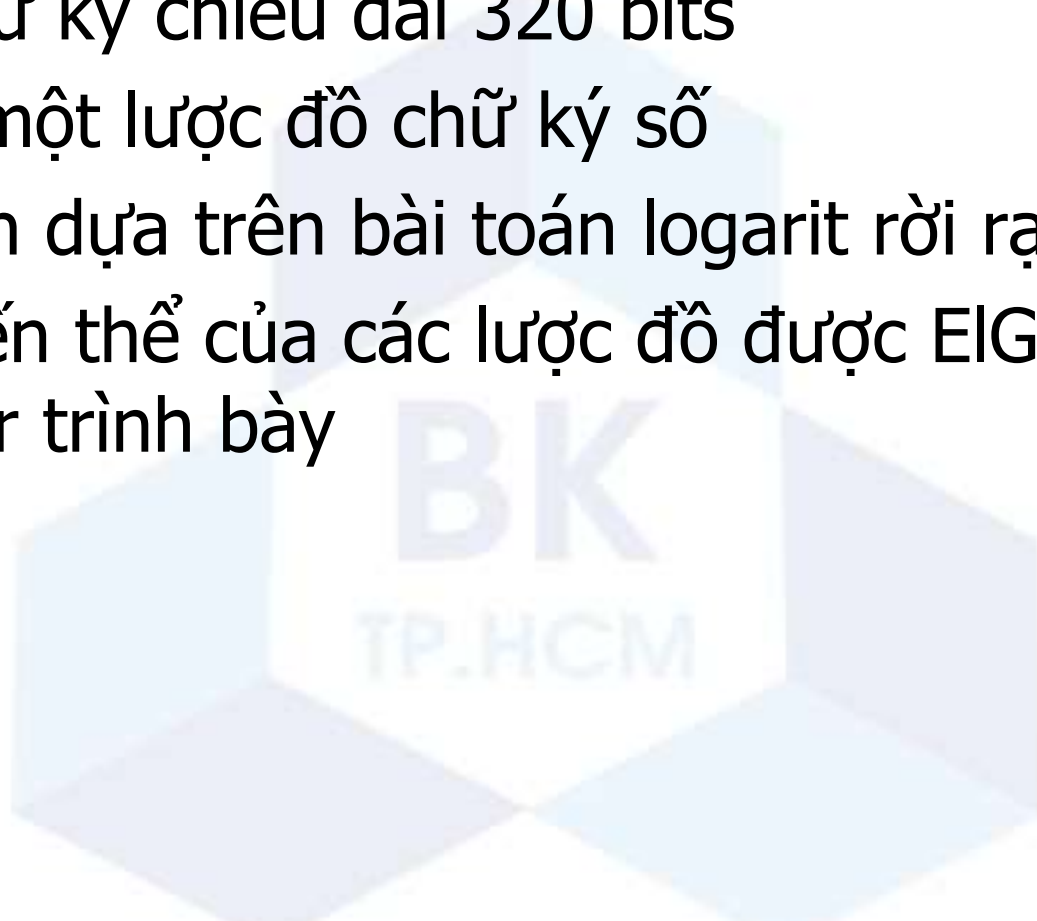 ữ ký chiều dài 320 bits
một lược đồ chữ ký số
n dựa trên bài toán logarit rời rạ
ến thể của các lược đồ được ElG
r trình bày
BK
TP.HCM